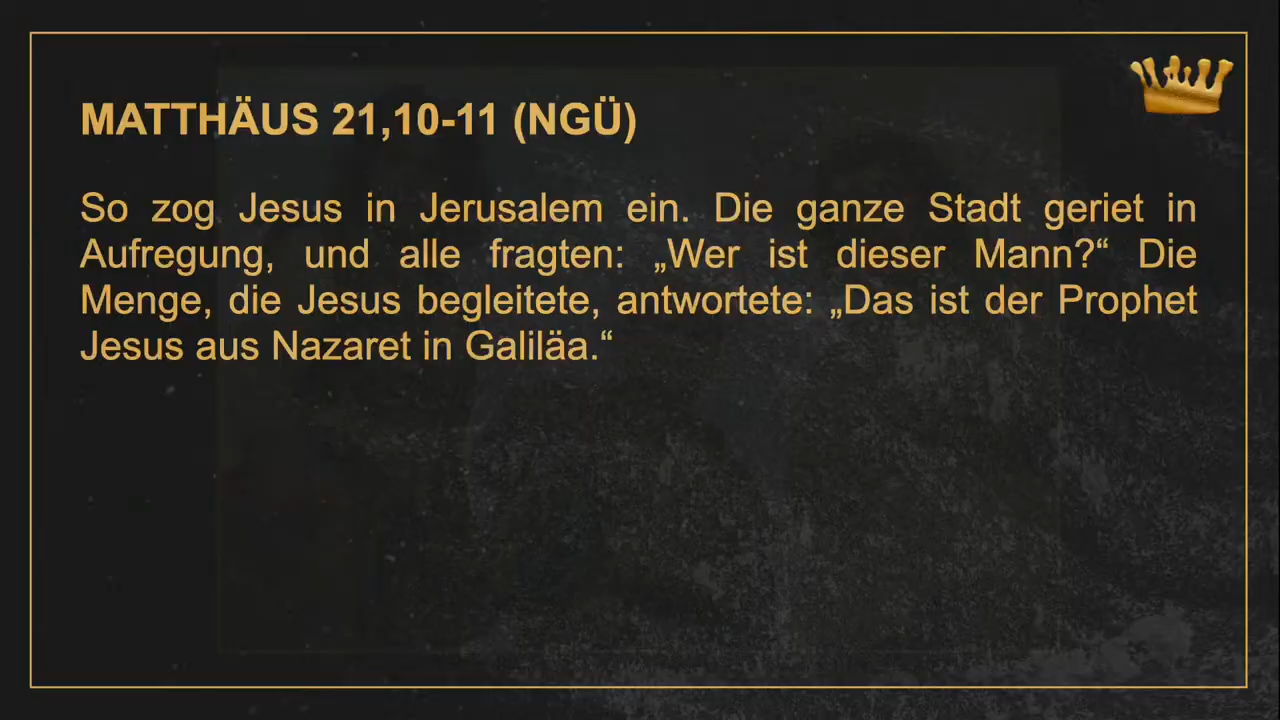 MATTHÄUS 21,10-11 (NGÜ)
So zog Jesus in Jerusalem ein. Die ganze Stadt geriet in
Aufregung, und alle fragten: „Wer ist dieser Mann?“ Die
Menge, die Jesus begleitete, antwortete: „Das ist der Prophet
Jesus aus Nazaret in Galiläa.“